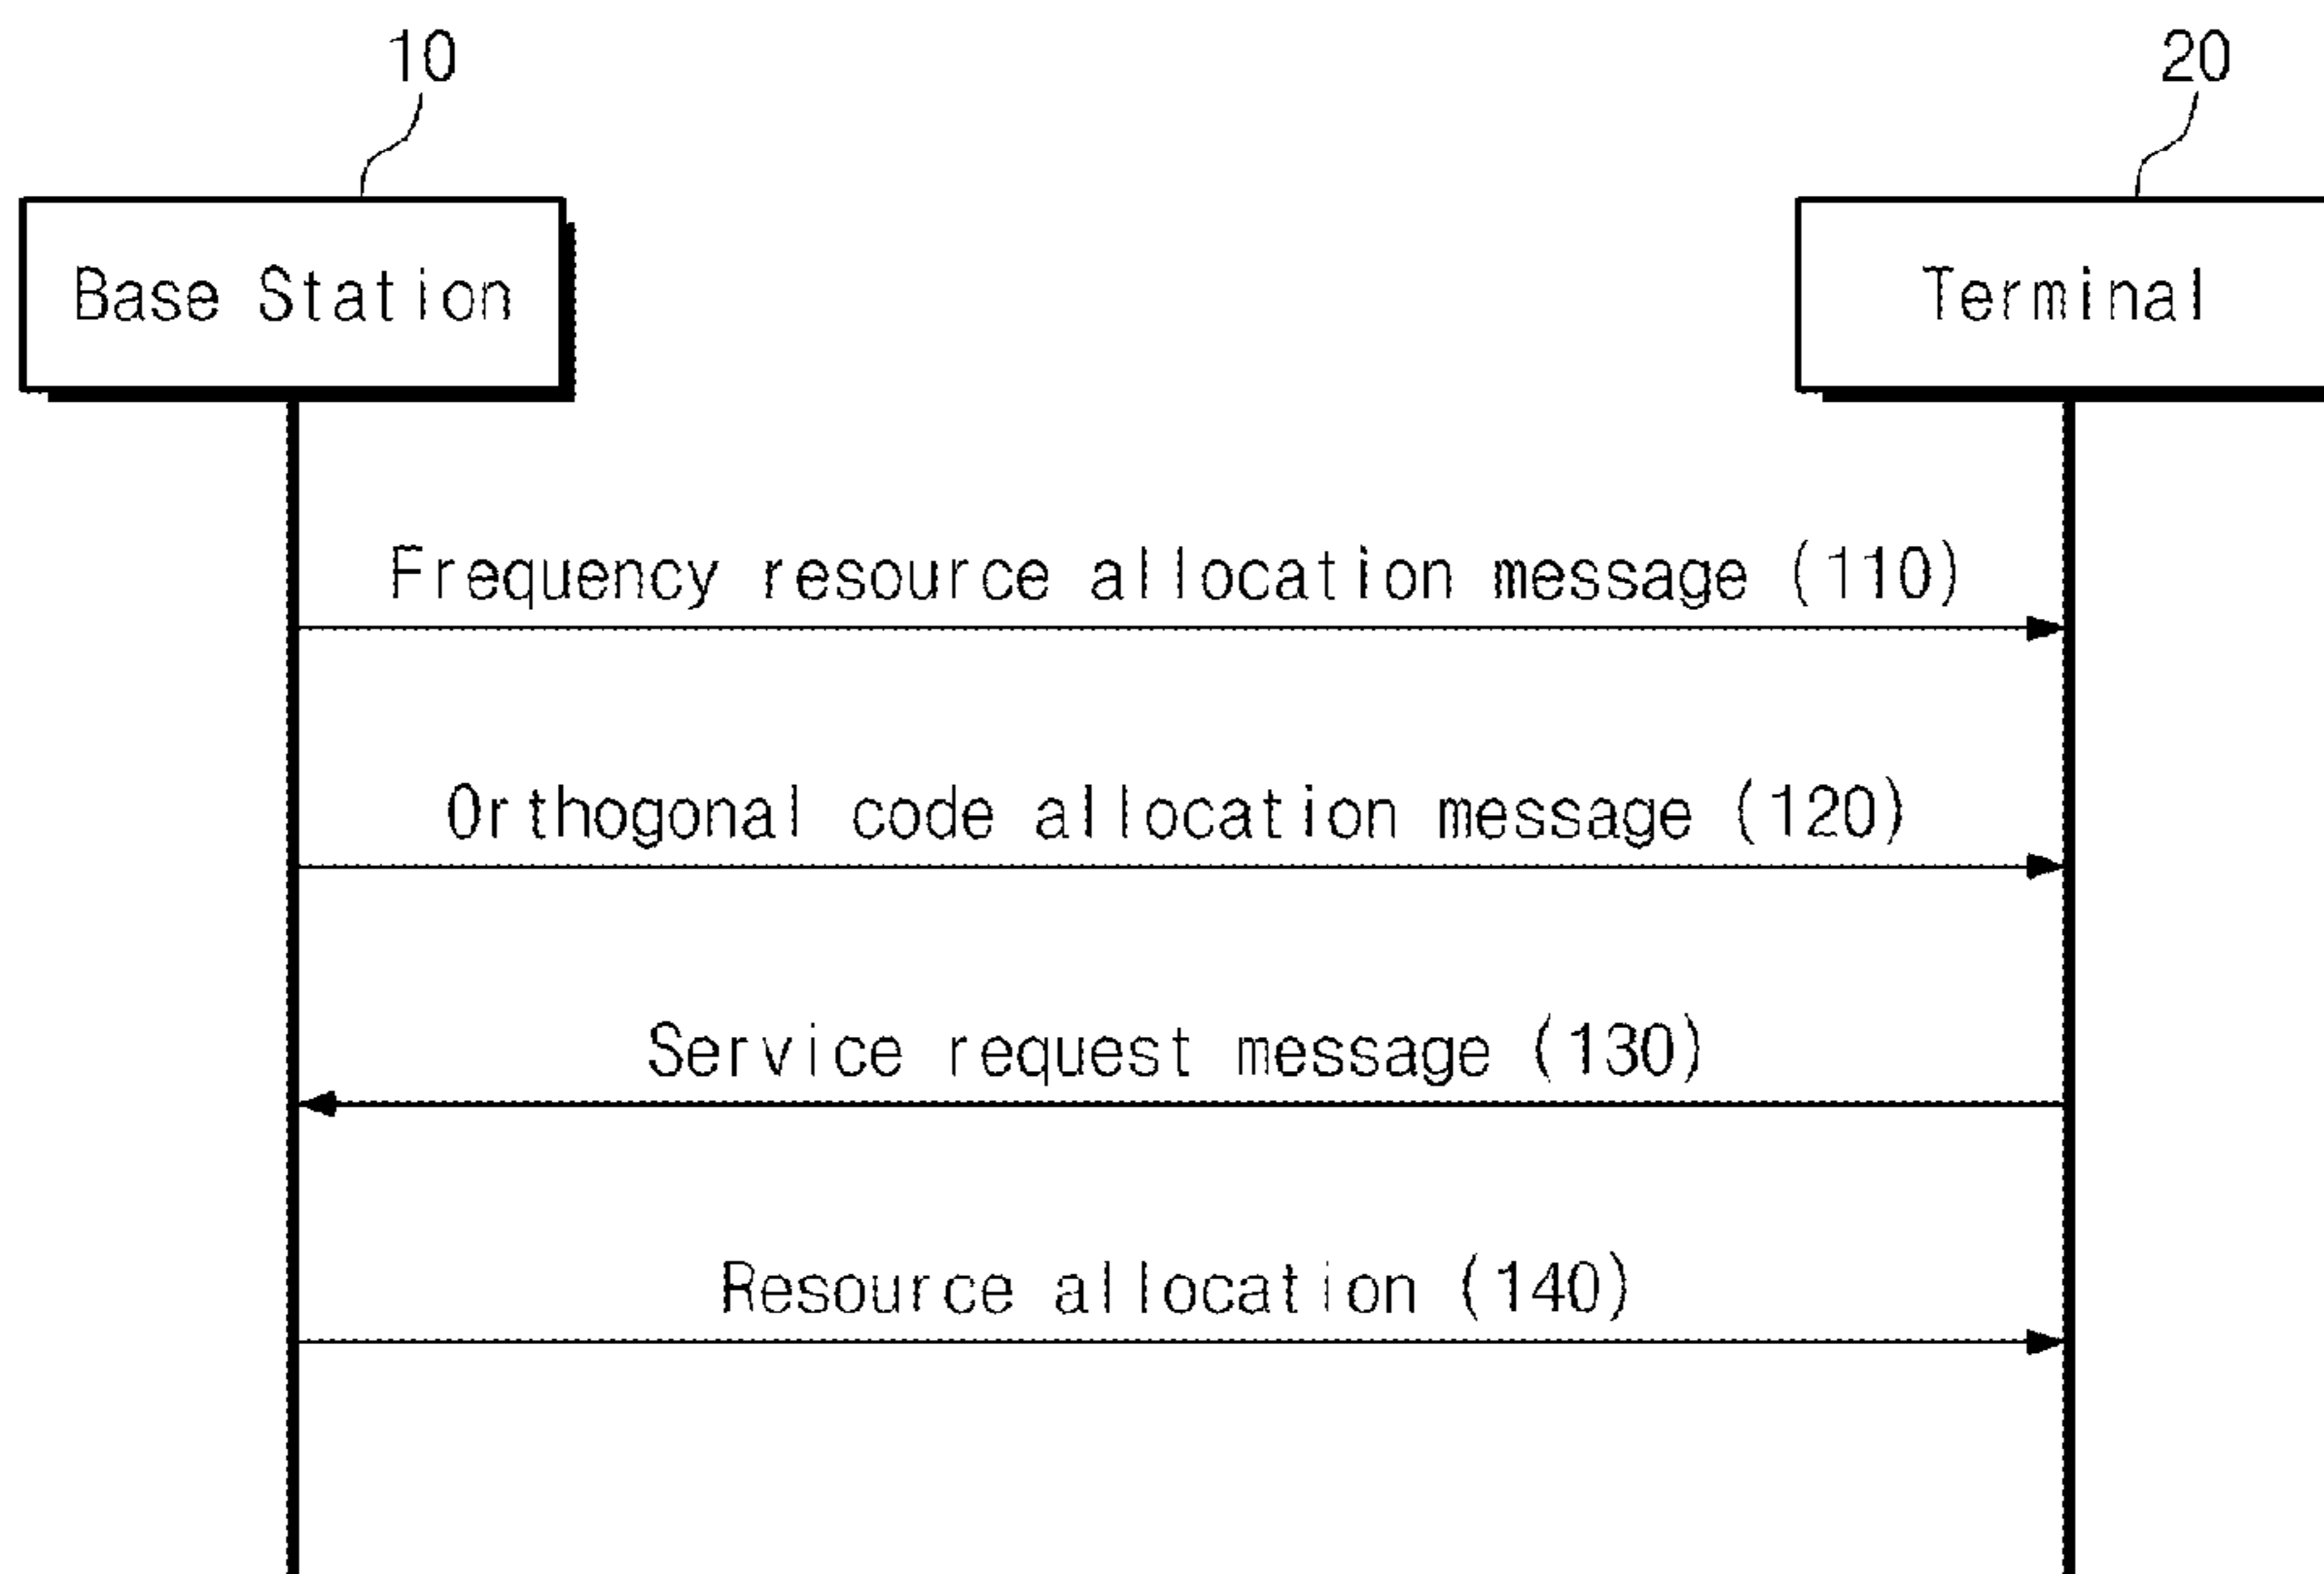 10
20
Base Station
Terminal
Frequency resource allocation message (110)
Orthogonal code allocation message (120)
Service request message (130)
Resource allocation (140)